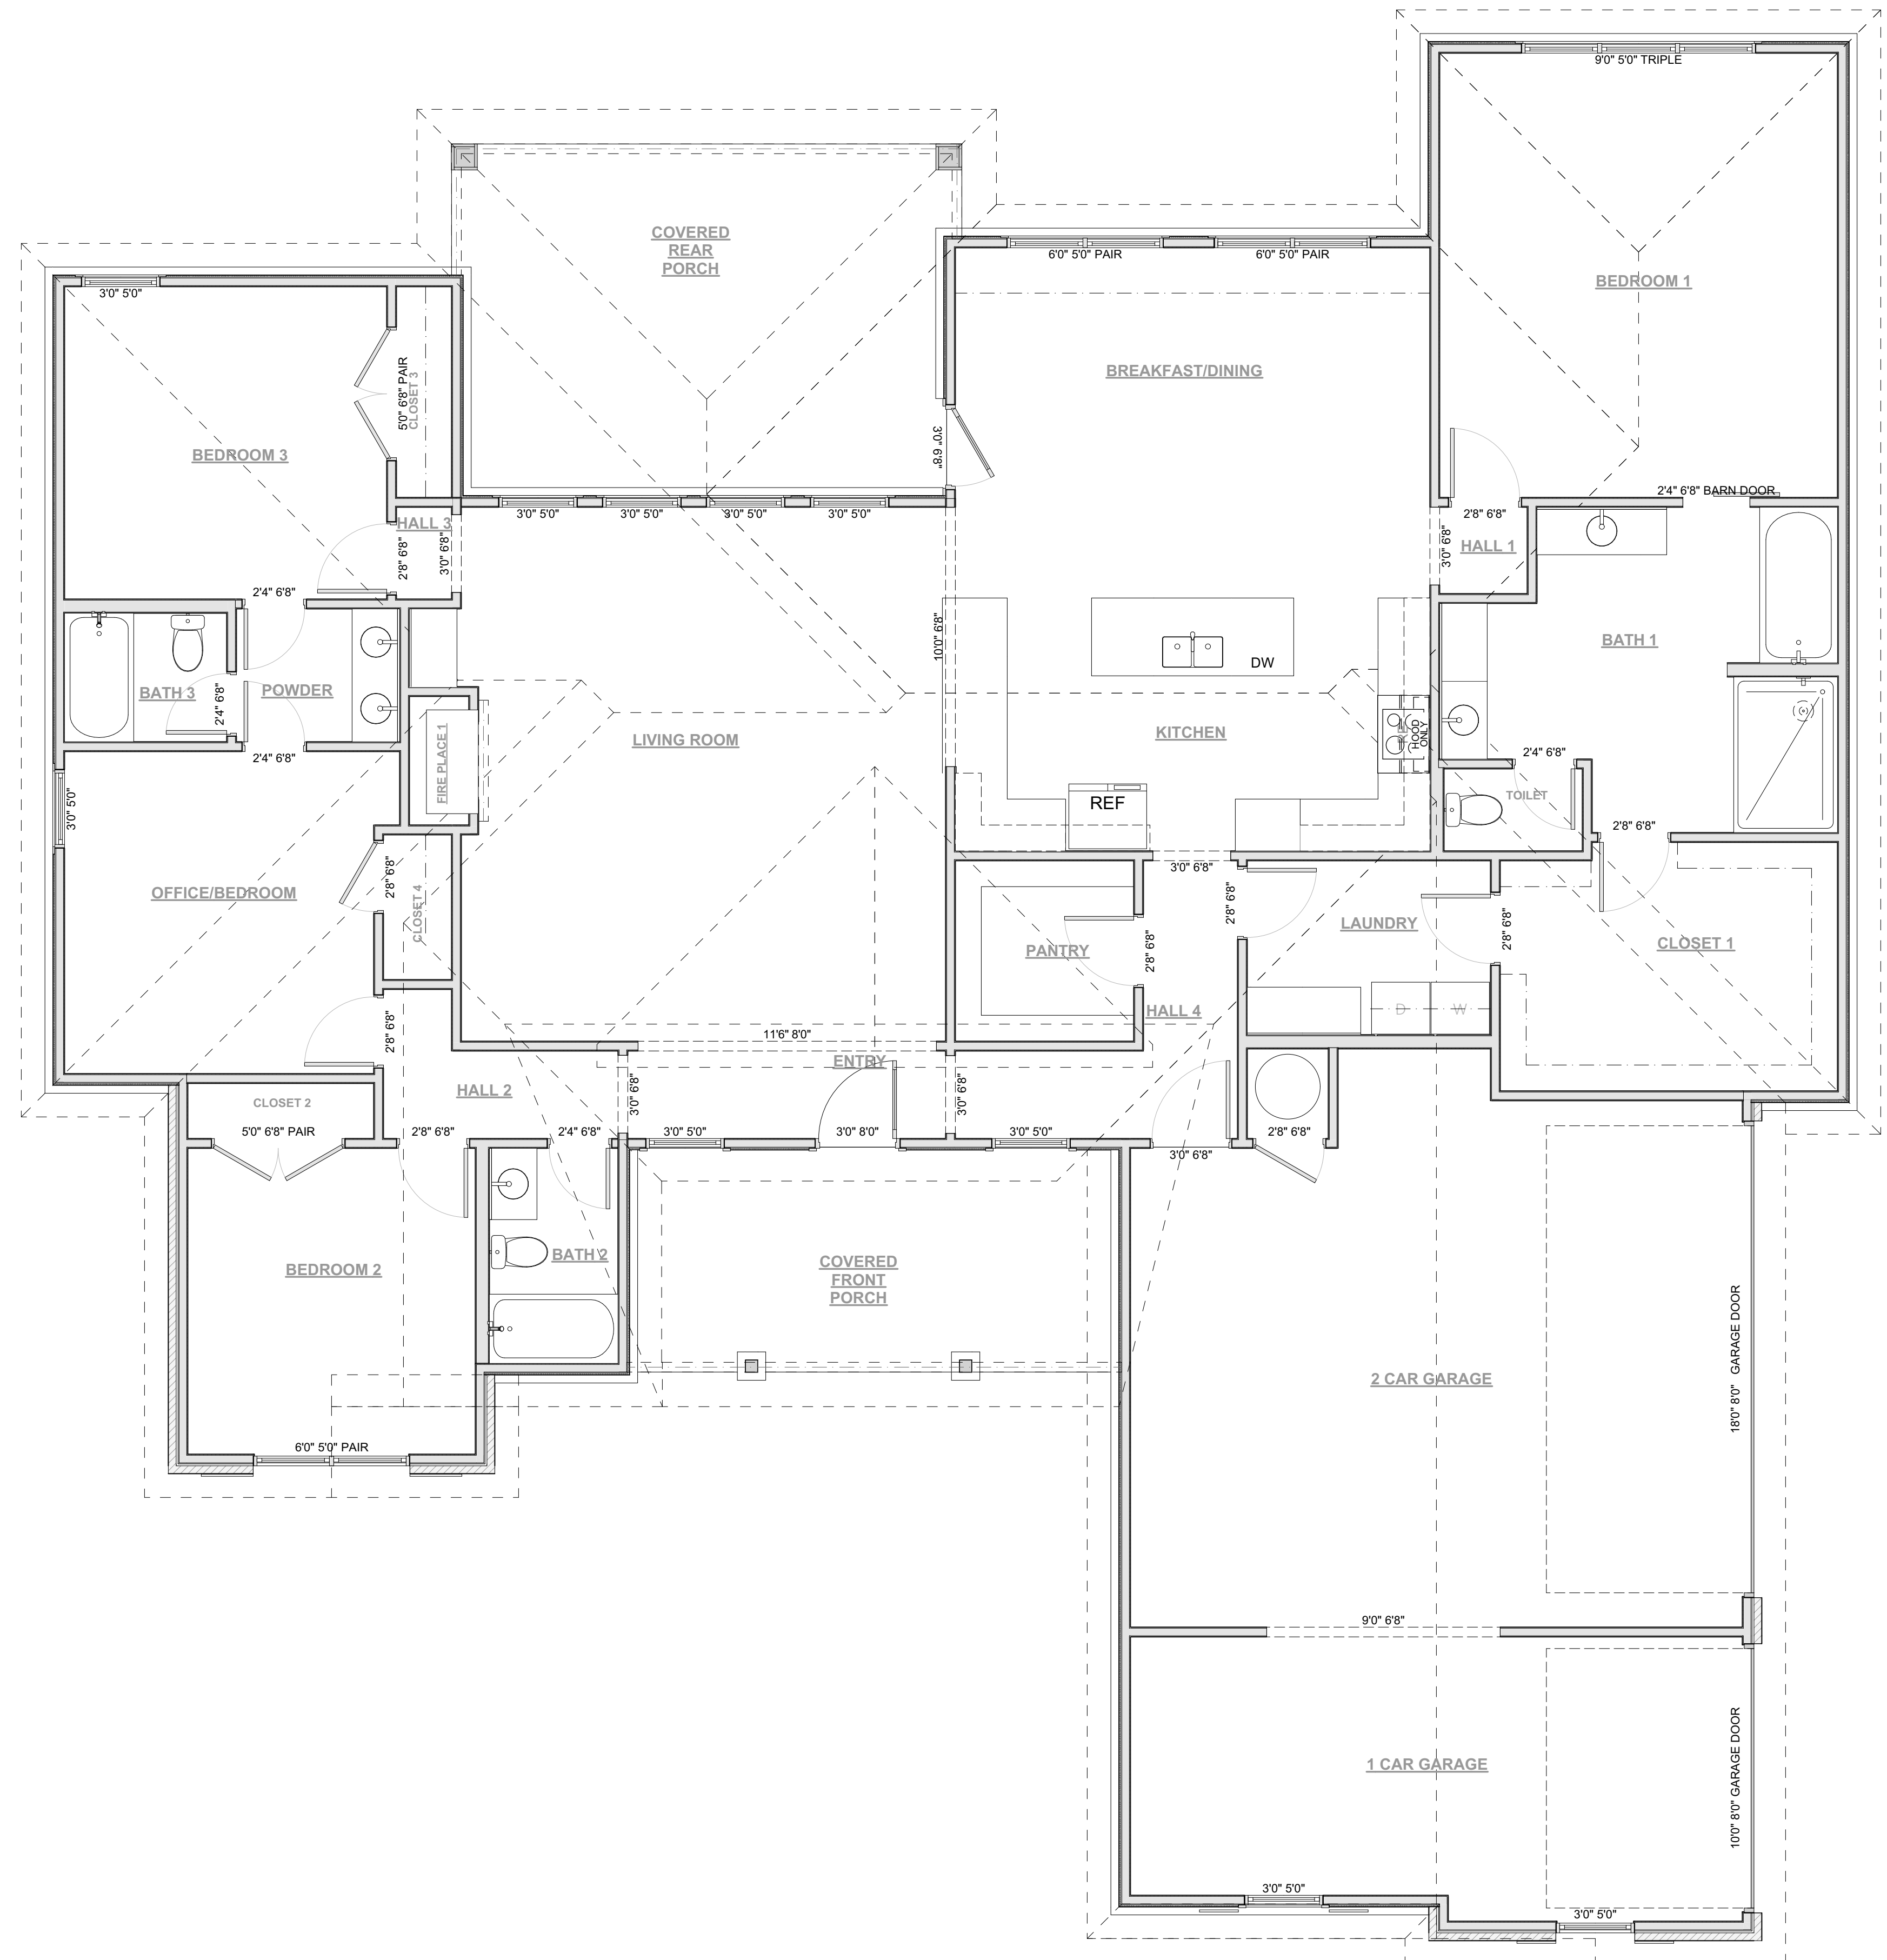 9'0" 5'0" TRIPLE
COVERED
REAR
PORCH
6'0" 5'0" PAIR
6'0" 5'0" PAIR
BEDROOM 1
3'0" 5'0"
BREAKFAST/DINING
5'0" 6'8" PAIR
CLOSET 3
BEDROOM 3
3'0" 6'8"
2'4" 6'8" BARN DOOR
3'0" 5'0"
3'0" 5'0"
3'0" 5'0"
3'0" 5'0"
2'8" 6'8"
HALL 3
HALL 1
3'0" 6'8"
2'8" 6'8"
3'0" 6'8"
2'4" 6'8"
10'0" 6'8"
BATH 1
DW
BATH 3
POWDER
2'4" 6'8"
KITCHEN
HOOD
ONLY
LIVING ROOM
FIRE PLACE 1
2'4" 6'8"
2'4" 6'8"
TOILET
REF
3'0" 5'0"
2'8" 6'8"
3'0" 6'8"
OFFICE/BEDROOM
2'8" 6'8"
CLOSET 4
2'8" 6'8"
LAUNDRY
2'8" 6'8"
CLOSET 1
PANTRY
2'8" 6'8"
HALL 4
D
W
2'8" 6'8"
11'6" 8'0"
ENTRY
HALL 2
3'0" 6'8"
3'0" 6'8"
CLOSET 2
5'0" 6'8" PAIR
2'8" 6'8"
2'4" 6'8"
3'0" 5'0"
3'0" 8'0"
3'0" 5'0"
2'8" 6'8"
3'0" 6'8"
BATH 2
BEDROOM 2
COVERED
FRONT
PORCH
18'0" 8'0" GARAGE DOOR
2 CAR GARAGE
6'0" 5'0" PAIR
9'0" 6'8"
1 CAR GARAGE
10'0" 8'0" GARAGE DOOR
3'0" 5'0"
3'0" 5'0"